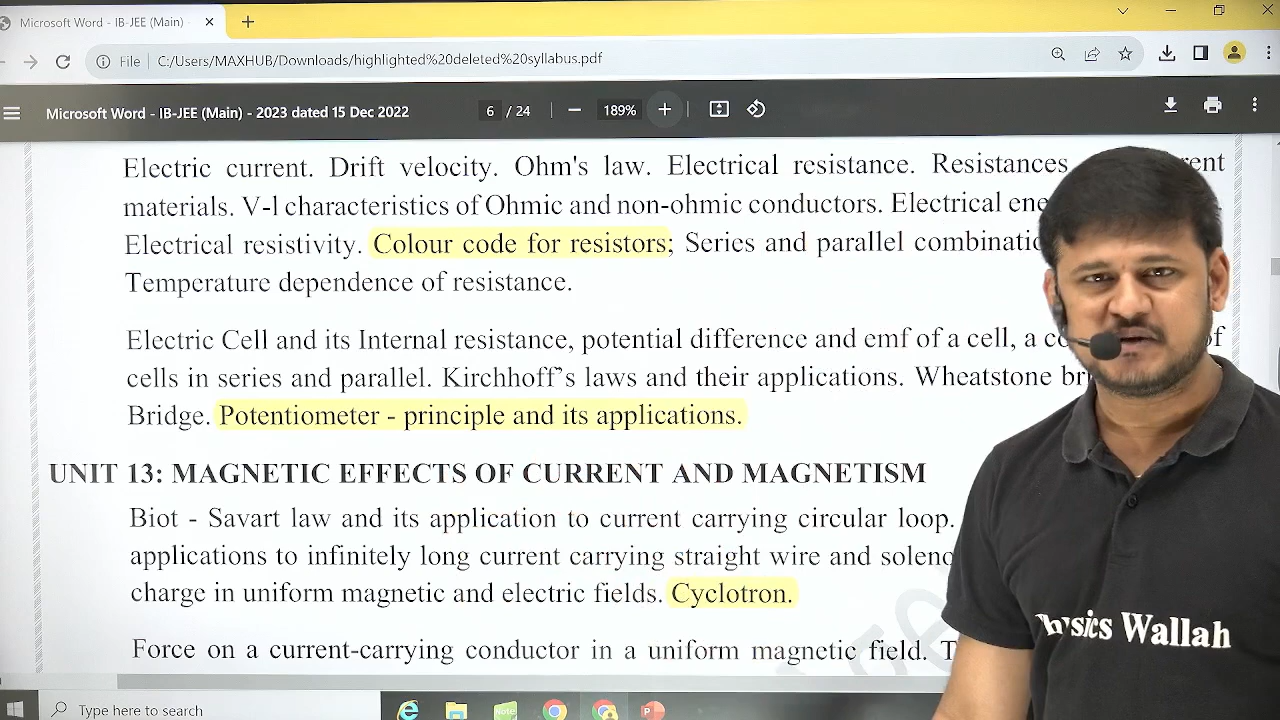 Microsoft Word - IB-JEE (Main)
File C:/Users/MAXHUB/Downloads/highlighted%20deleted%20syllabus.pdf
Microsoft Word - IB-JEE (Main) - 2023 dated 15 Dec 2022 6 / 24 189%
Electric current. Drift velocity. Ohm's law. Electrical resistance. Resistances
materials. V-l characteristics of Ohmic and non-ohmic conductors. Electrical
Electrical resistivity. Colour code for resistors; Series and parallel
Temperature dependence of resistance.
Electric Cell and its Internal resistance, potential difference and emf of a cell, a of
cells in series and parallel. Kirchhoff's laws and their applications. Wheatstone
Bridge. Potentiometer - principle and its applications.
UNIT 13: MAGNETIC EFFECTS OF CURRENT AND MAGNETISM
Biot - Savart law and its application to current carrying circular loop.
applications to infinitely long current carrying straight wire and
charge in uniform magnetic and electric fields. Cyclotron.
Force on a current-carrying conductor in a uniform magnetic field.
Physics Wallah
Type here to search